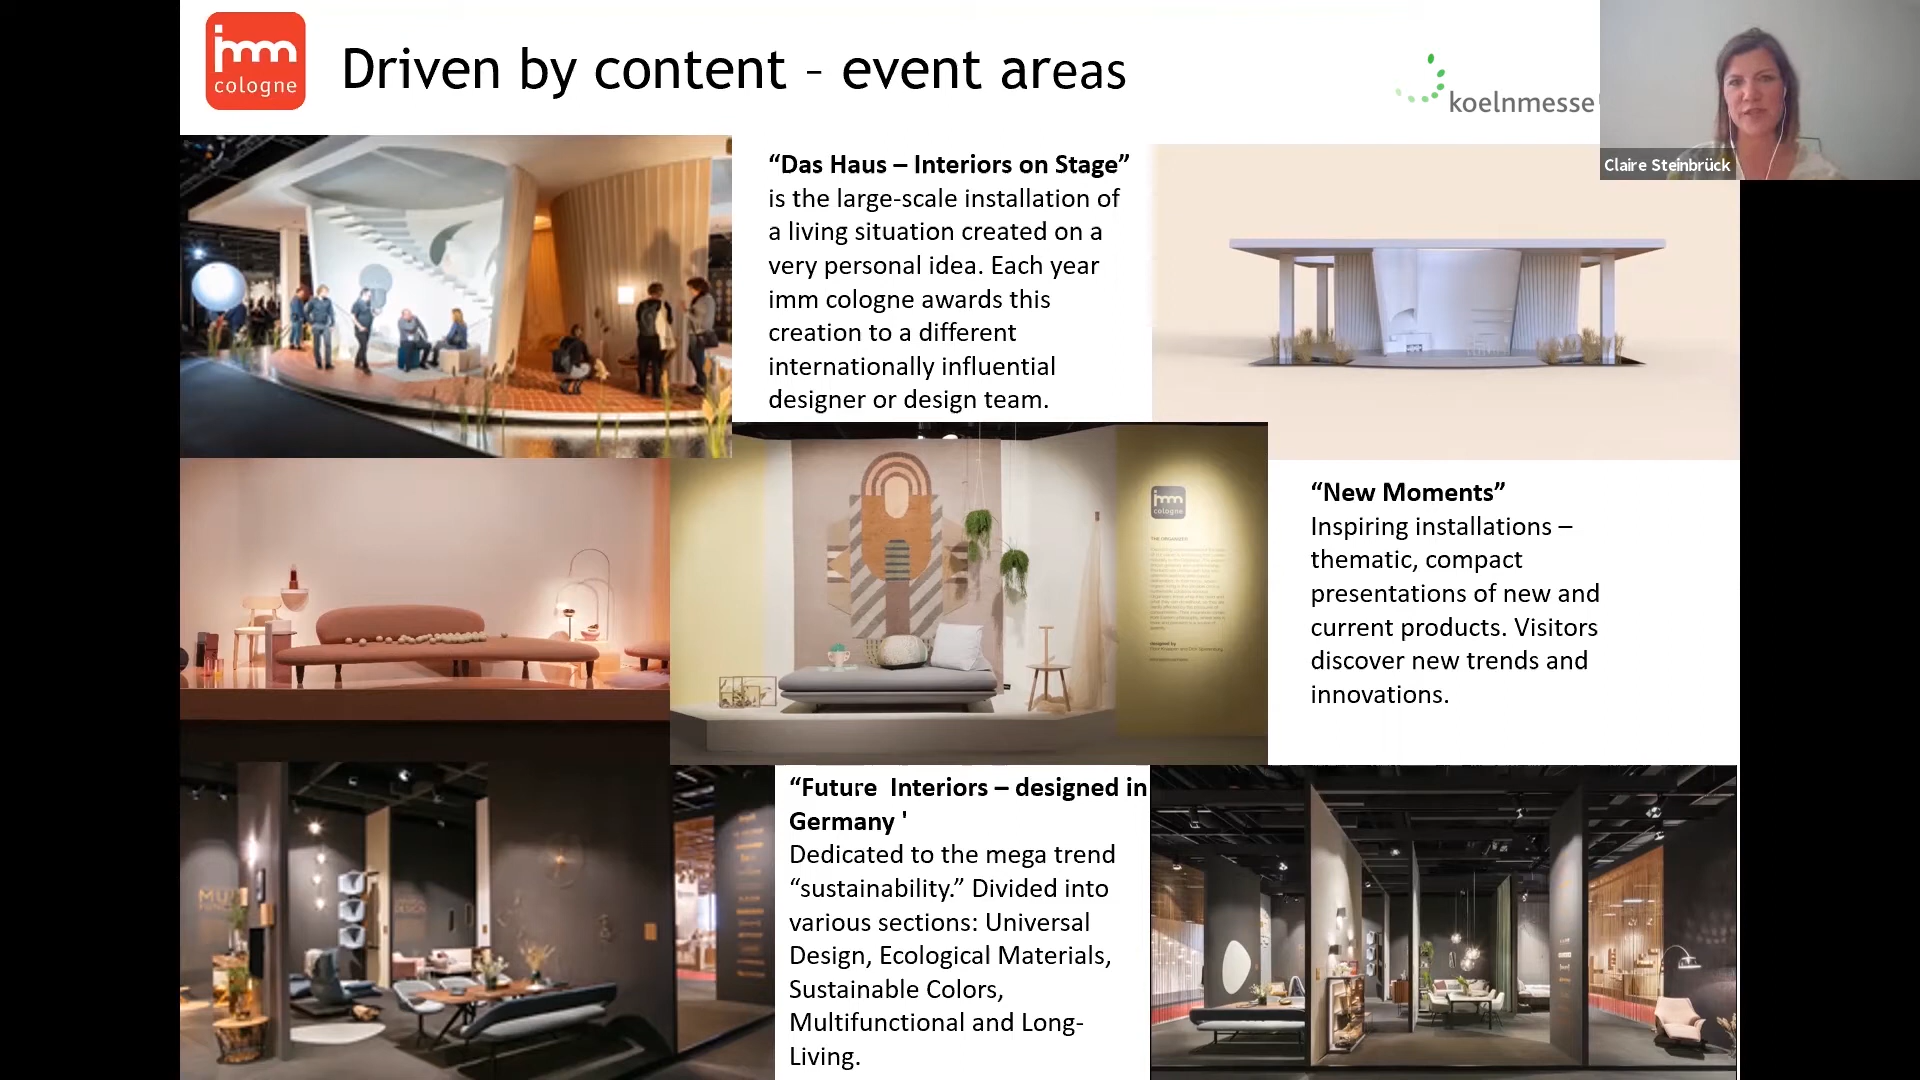 imm
cologne
Driven by content – event areas
koelnmesse
Claire Steinbrück
“Das Haus – Interiors on Stage”
is the large-scale installation of
a living situation created on a
very personal idea. Each year
imm cologne awards this
creation to a different
internationally influential
designer or design team.
imm
cologne
THE ORGANISER
“New Moments”
Inspiring installations –
thematic, compact
presentations of new and
current products. Visitors
discover new trends and
innovations.
“Future  Interiors – designed in
Germany '
Dedicated to the mega trend
“sustainability.” Divided into
various sections: Universal
Design, Ecological Materials,
Sustainable Colors,
Multifunctional and Long-
Living.